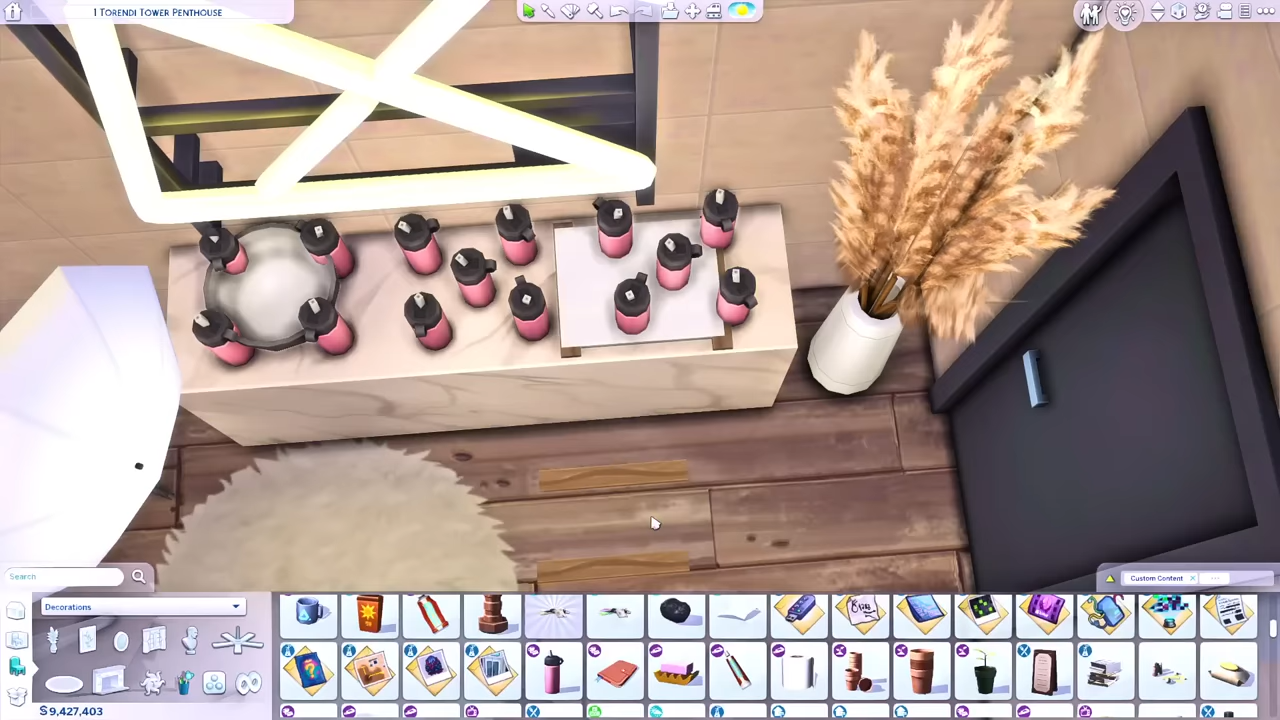 1 TORENDI TOWER PENTHOUSE
Search
Custom Content
Decorations
§9,427,403